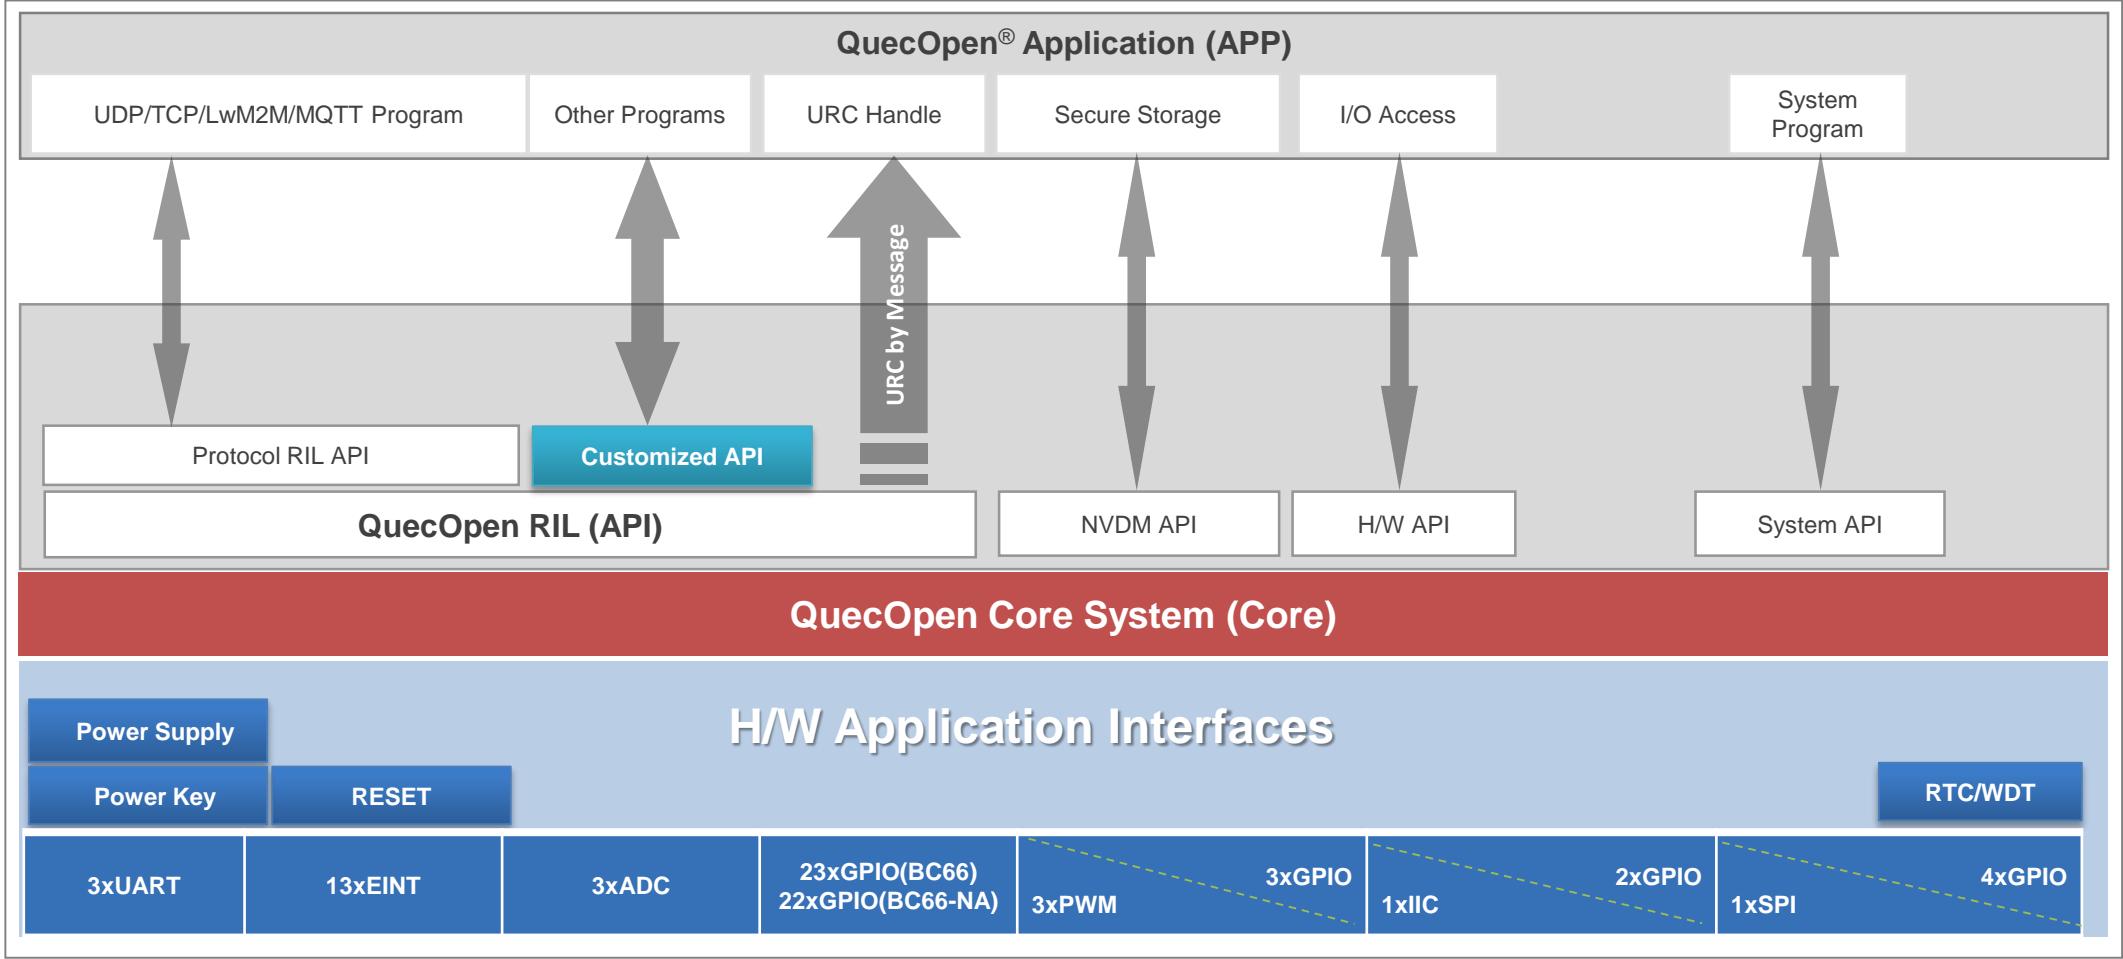 QuecOpen® Application (APP)
UDP/TCP/LwM2M/MQTT Program
Other Programs
URC Handle
Secure Storage
I/O Access
System
Program
URC by Message
Protocol RIL API
Customized API
QuecOpen RIL (API)
NVDM API
H/W API
System API
QuecOpen Core System (Core)
H/W Application Interfaces
Power Supply
Power Key
RESET
RTC/WDT
3xUART
13xEINT
3xADC
23xGPIO(BC66)
22xGPIO(BC66-NA)
3xGPIO
3xPWM
2xGPIO
1xIIC
4xGPIO
1xSPI